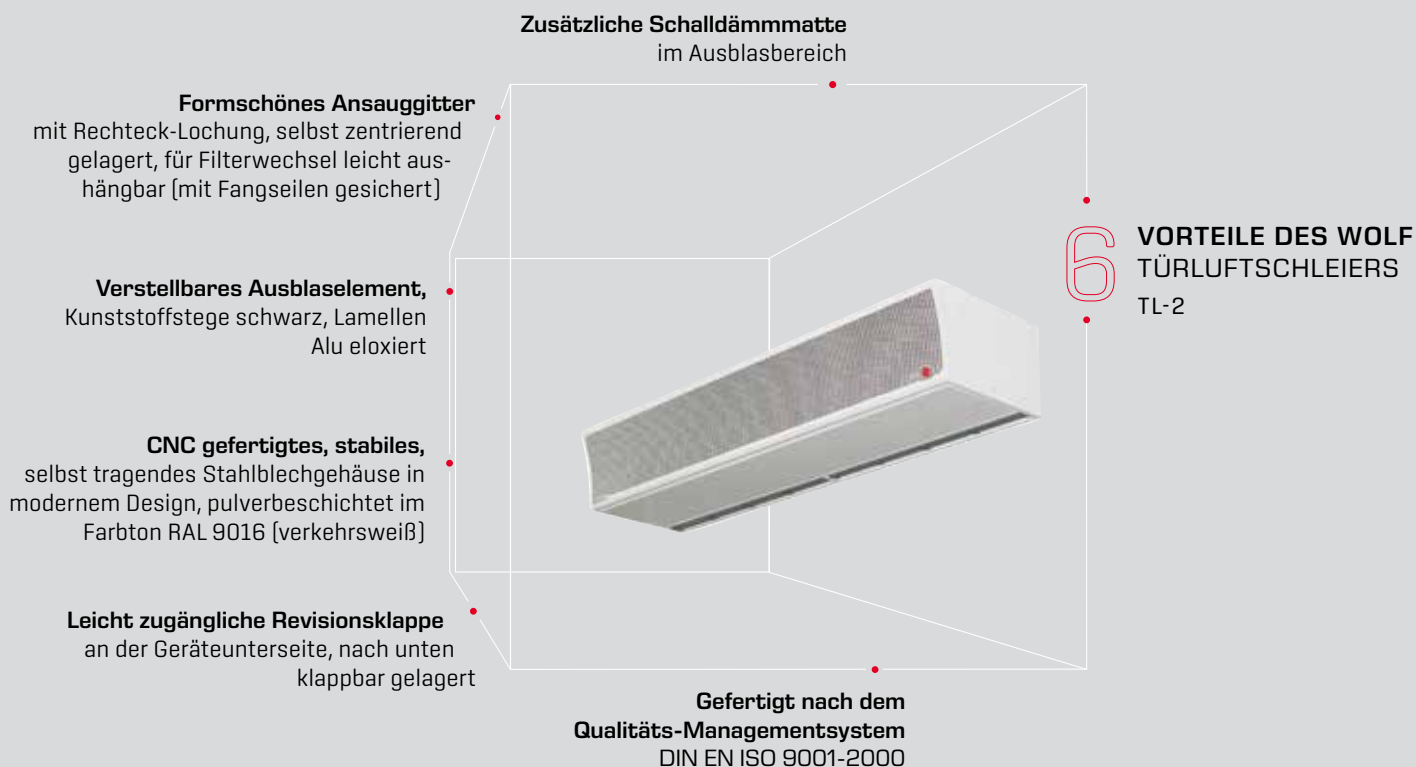 Zusätzliche Schalldämmmatte
im Ausblasbereich
Formschönes Ansauggitter
mit Rechteck-Lochung, selbst zentrierend
gelagert, für Filterwechsel leicht aus-
hängbar (mit Fangseilen gesichert)
Verstellbares Ausblaselement,
Kunststoffstege schwarz, Lamellen
Alu eloxiert
CNC gefertigtes, stabiles,
selbst tragendes Stahlblechgehäuse in
modernem Design, pulverbeschichtet im
Farbton RAL 9016 (verkehrsweiß)
Leicht zugängliche Revisionsklappe
an der Geräteunterseite, nach unten
klappbar gelagert
Gefertigt nach dem
Qualitäts-Managementsystem
DIN EN ISO 9001-2000
6 VORTEILE DES WOLF
TÜRLUFTSCHLEIERS
TL-2